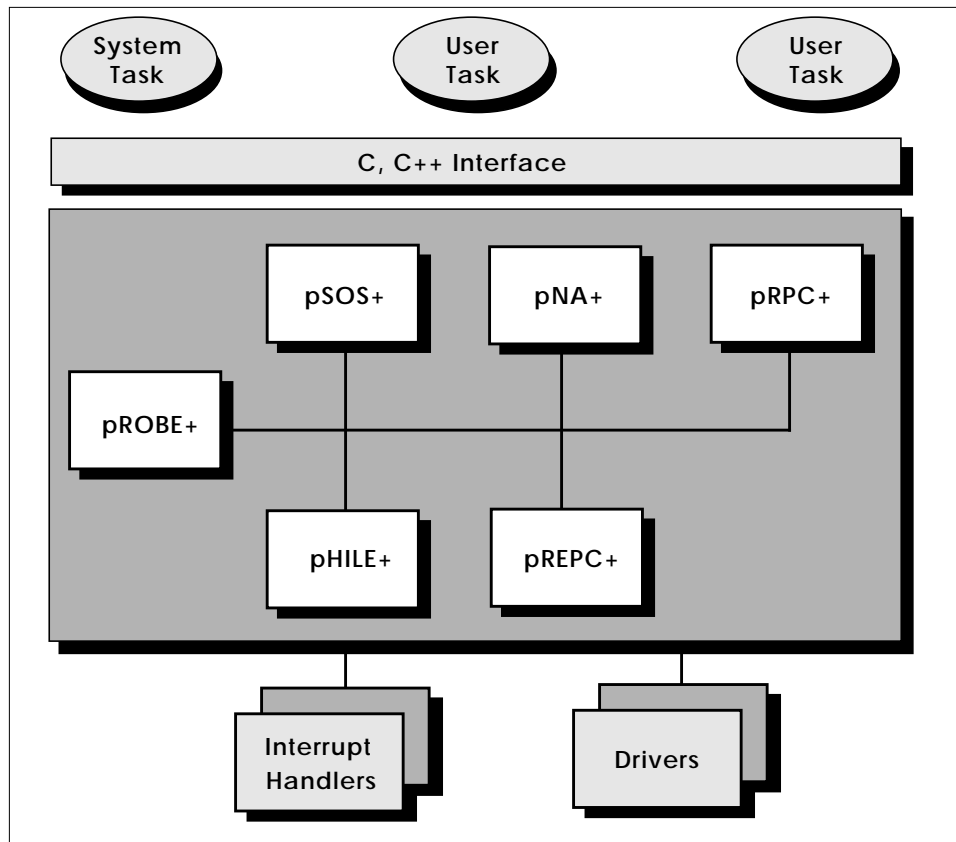 System
Task
User
Task
User
Task
C, C++ Interface
pSOS+
pNA+
pRPC+
pROBE+
pHILE+
pREPC+
Interrupt
Handlers
Drivers